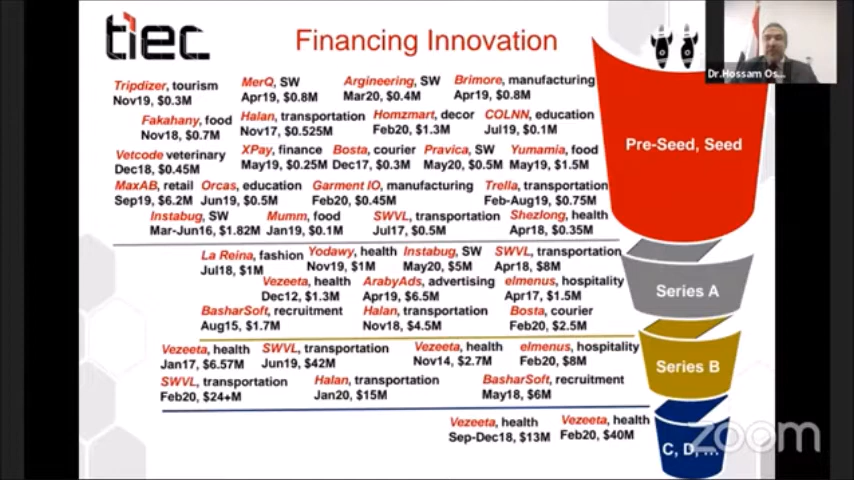 tiec
Financing Innovation
Dr.Hossam Os...
Tripdizer, tourism
Nov19, $0.3M
MerQ, SW
Apr19, $0.8M
Argineering, SW
Mar20, $0.4M
Brimore, manufacturing
Apr19, $0.8M
Fakahany, food
Nov18, $0.7M
Halan, transportation
Nov17, $0.525M
Homzmart, decor
Feb20, $1.3M
COLNN, education
Jul19, $0.1M
Vetcode veterinary
Dec18, $0.45M
XPay, finance
May19, $0.25M
Bosta, courier
Dec17, $0.3M
Pravica, SW
May20, $0.5M
Yumamia, food
May19, $1.5M
MaxAB, retail
Sep19, $6.2M
Orcas, education
Jun19, $0.5M
Garment IO, manufacturing
Feb20, $0.45M
Trella, transportation
Feb-Aug19, $0.75M
Instabug, SW
Mar-Jun16, $1.82M
Mumm, food
Jan19, $0.1M
SWVL, transportation
Jul17, $0.5M
Shezlong, health
Apr18, $0.35M
Pre-Seed, Seed
La Reina, fashion
Jul18, $1M
Yodawy, health
Nov19, $1M
Instabug, SW
May20, $5M
SWVL, transportation
Apr18, $8M
Vezeeta, health
Dec12, $1.3M
ArabyAds, advertising
Apr19, $6.5M
elmenus, hospitality
Apr17, $1.5M
BasharSoft, recruitment
Aug15, $1.7M
Halan, transportation
Nov18, $4.5M
Bosta, courier
Feb20, $2.5M
Series A
Vezeeta, health
Jan17, $6.57M
SWVL, transportation
Jun19, $42M
Vezeeta, health
Nov14, $2.7M
elmenus, hospitality
Feb20, $8M
SWVL, transportation
Feb20, $24+M
Halan, transportation
Jan20, $15M
BasharSoft, recruitment
May18, $6M
Series B
Vezeeta, health
Sep-Dec18, $13M
Vezeeta, health
Feb20, $40M
C, D, ...
zoom